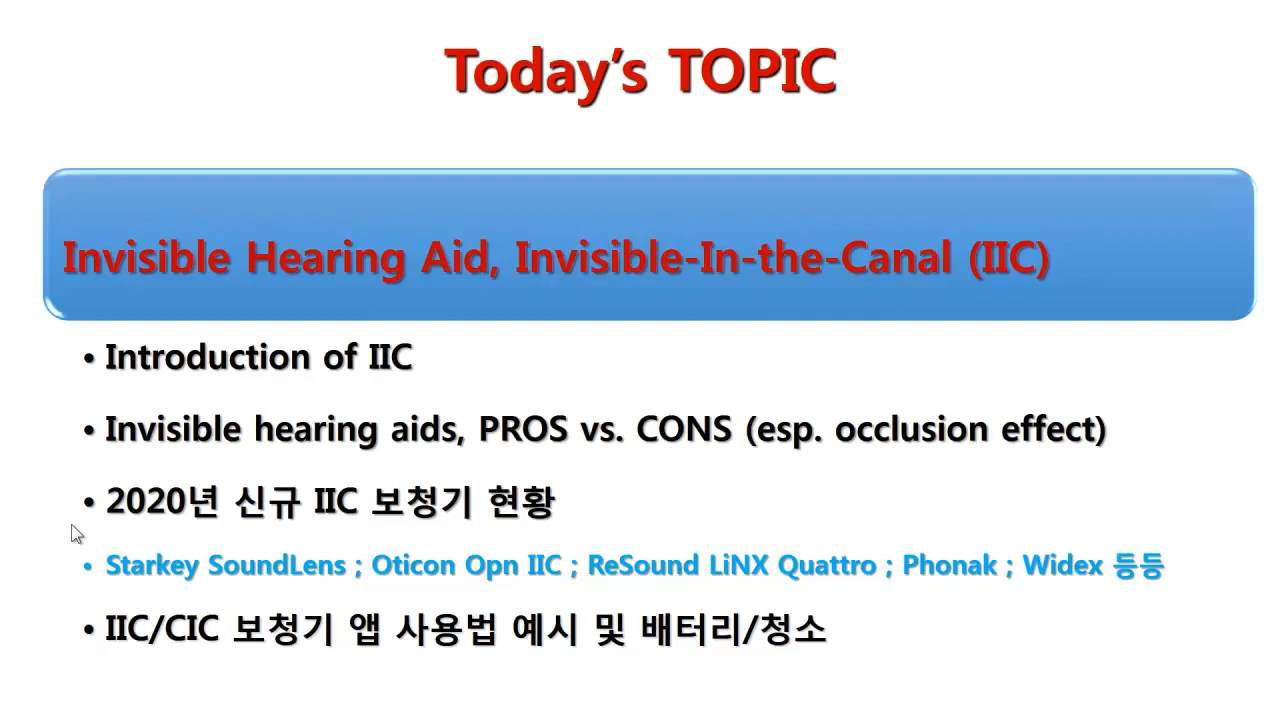 Today's TOPIC
Invisible Hearing Aid, Invisible-In-the-Canal (IIC)
• Introduction of IIC
• Invisible hearing aids, PROS vs. CONS (esp. occlusion effect)
• 2020년 신규 IIC 보청기 현황
• Starkey SoundLens ; Oticon Opn IIC ; ReSound LiNX Quattro ; Phonak ; Widex 등등
• IIC/CIC 보청기 앱 사용법 예시 및 배터리/청소